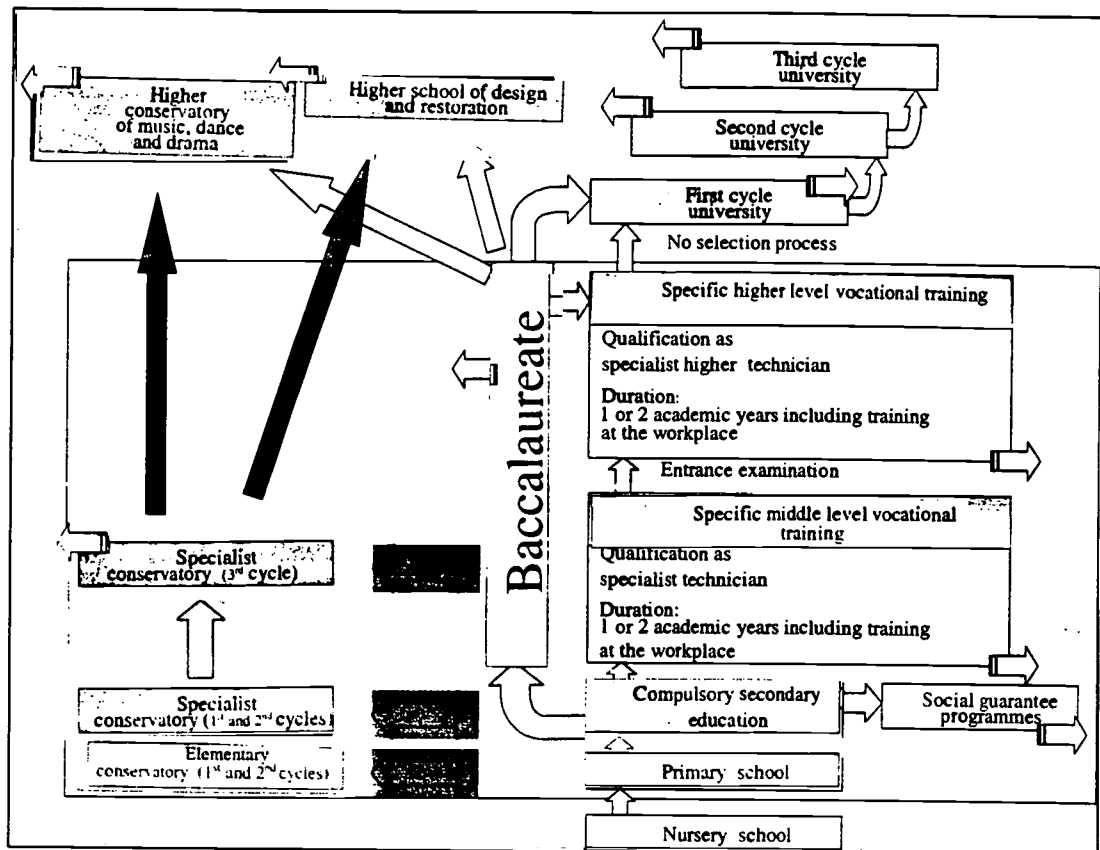 Third cycle
university
Higher
conservatory
of music, dance
and drama
Higher school of design
and restoration
Second cycle
university
First cycle
university
No selection process
Baccalaureate
Specific higher level vocational training
Qualification as
specialist higher technician
Duration:
1 or 2 academic years including training
at the workplace
Entrance examination
Specific middle level vocational
training
Qualification as
specialist technician
Duration:
1 or 2 academic years including training
at the workplace
Specialist
conservatory (3rd cycle)
Specialist
conservatory (1st and 2nd cycles)
Elementary
conservatory (1st and 2nd cycles)
Compulsory secondary
education
Social guarantee
programmes
Primary school
Nursery school